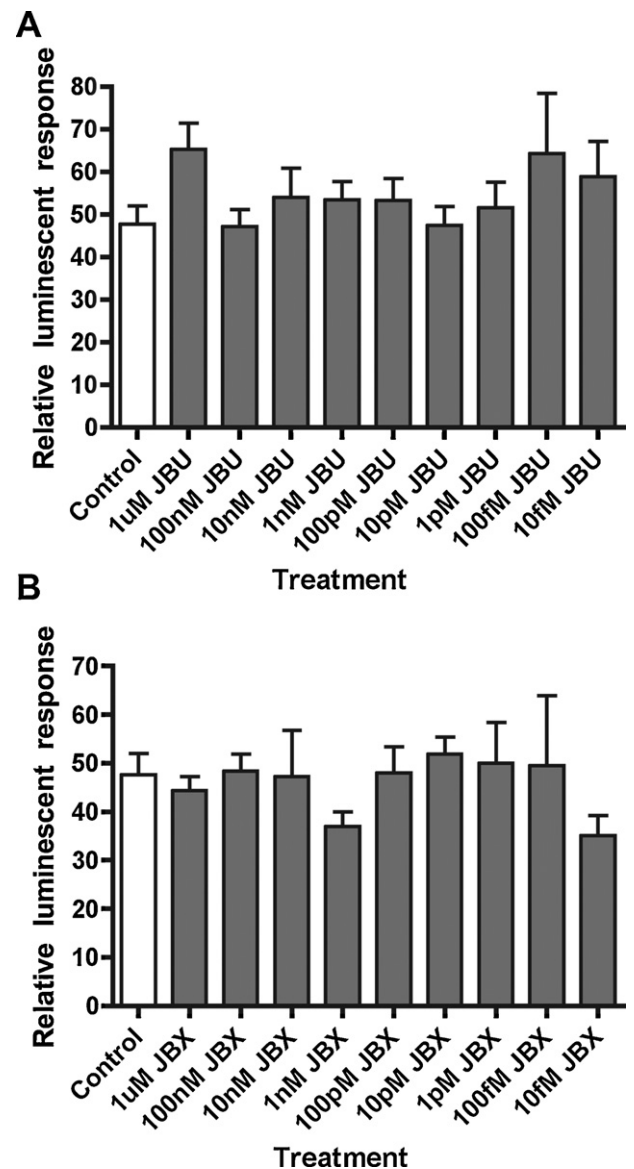 A
Relative luminescent response
80
70
60
50
40
30
20
10
0
Control
1uM JBU
100nM JBU
10nM JBU
1nM JBU
100pM JBU
10pM JBU
1pM JBU
100fM JBU
10fM JBU
Treatment
B
Relative luminescent response
70
60
50
40
30
20
10
0
Control
1uM JBX
100nM JBX
10nM JBX
1nM JBX
100pM JBX
10pM JBX
1pM JBX
100fM JBX
10fM JBX
Treatment